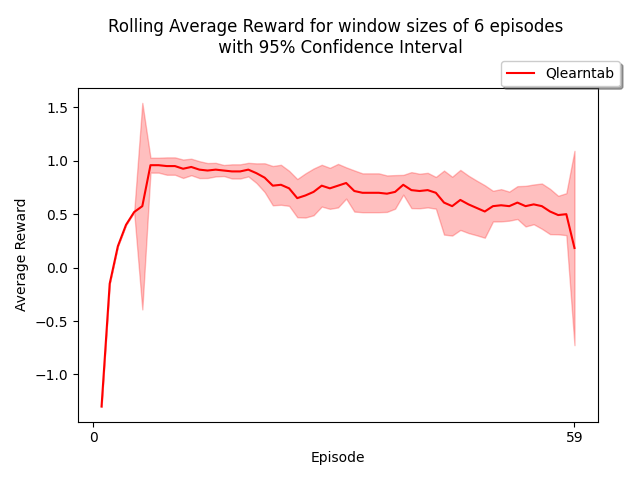 Rolling Average Reward for window sizes of 6 episodes
with 95% Confidence Interval
Qlearntab
1.5
1.0
0.5
0.0
−0.5
−1.0
Average Reward
0
59
Episode